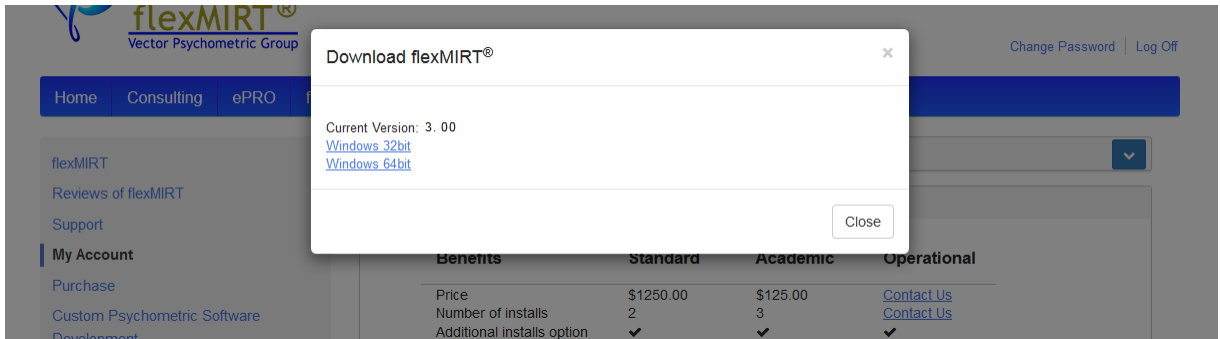 flexMIRT®
Vector Psychometric Group
Change Password
Log Off
Home Consulting ePRO f
Download flexMIRT®
×
Current Version: 3. 00
Windows 32bit
Windows 64bit
Close
flexMIRT
Reviews of flexMIRT
Support
My Account
Purchase
Custom Psychometric Software
Development
Benefits Standard Academic Operational
Price $1250.00 $125.00 Contact Us
Number of installs 2 3 Contact Us
Additional installs option ✔ ✔ ✔